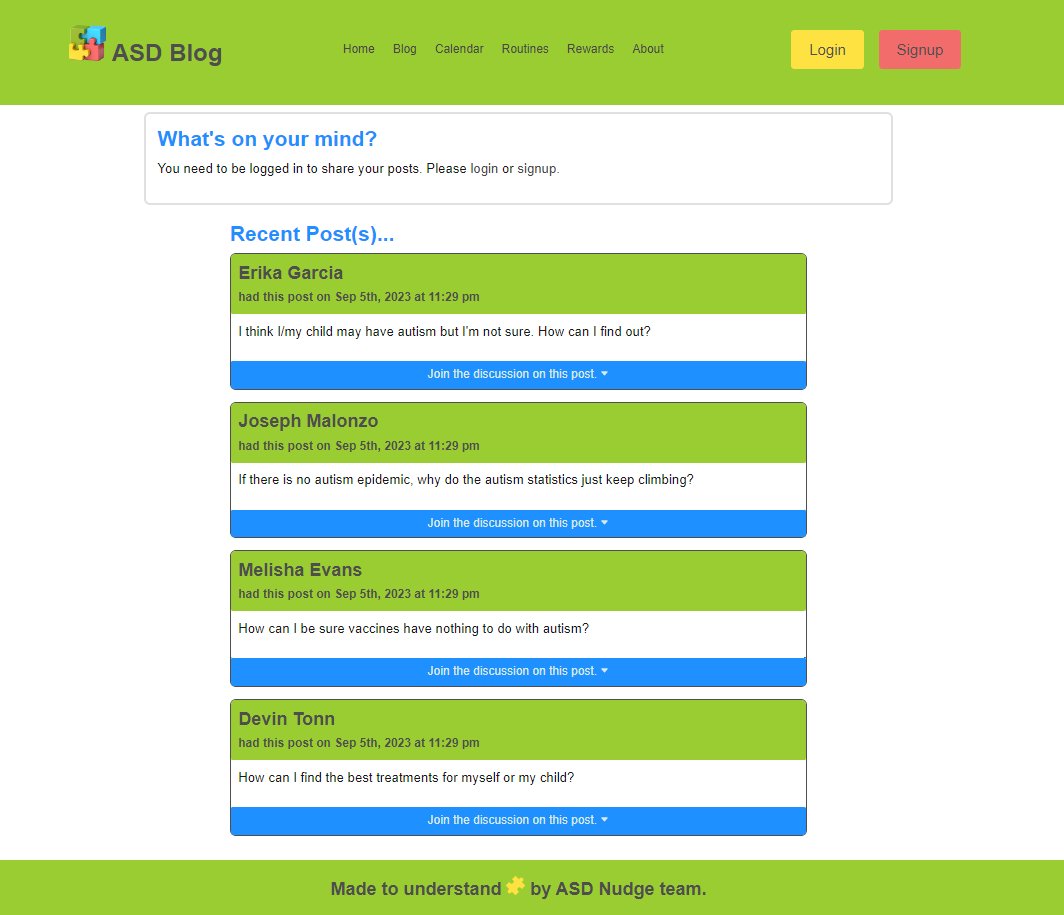 ASD Blog
Home Blog Calendar Routines Rewards About
Login Signup
What's on your mind?
You need to be logged in to share your posts. Please login or signup.
Recent Post(s)...
Erika Garcia
had this post on Sep 5th, 2023 at 11:29 pm
I think I/my child may have autism but I'm not sure. How can I find out?
Join the discussion on this post.
Joseph Malonzo
had this post on Sep 5th, 2023 at 11:29 pm
If there is no autism epidemic, why do the autism statistics just keep climbing?
Join the discussion on this post.
Melisha Evans
had this post on Sep 5th, 2023 at 11:29 pm
How can I be sure vaccines have nothing to do with autism?
Join the discussion on this post.
Devin Tonn
had this post on Sep 5th, 2023 at 11:29 pm
How can I find the best treatments for myself or my child?
Join the discussion on this post.
Made to understand by ASD Nudge team.